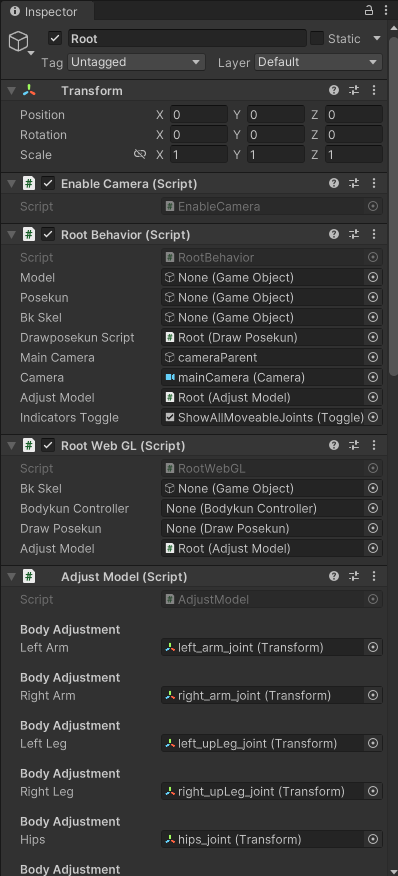 Inspector
Root Static
Tag Untagged Layer Default
Transform
Position X 0 Y 0 Z 0
Rotation X 0 Y 0 Z 0
Scale X 1 Y 1 Z 1
# Enable Camera (Script)
Script # EnableCamera
# Root Behavior (Script)
Script # RootBehavior
Model None (Game Object)
Posekun None (Game Object)
Bk Skel None (Game Object)
Drawposekun Script # Root (Draw Posekun)
Main Camera cameraParent
Camera mainCamera (Camera)
Adjust Model # Root (Adjust Model)
Indicators Toggle ShowAllMoveableJoints (Toggle)
# Root Web GL (Script)
Script # RootWebGL
Bk Skel None (Game Object)
Bodykun Controller None (Bodykun Controller)
Draw Posekun None (Draw Posekun)
Adjust Model # Root (Adjust Model)
# Adjust Model (Script)
Script # AdjustModel
Body Adjustment
Left Arm left_arm_joint (Transform)
Body Adjustment
Right Arm right_arm_joint (Transform)
Body Adjustment
Left Leg left_upLeg_joint (Transform)
Body Adjustment
Right Leg right_upLeg_joint (Transform)
Body Adjustment
Hips hips_joint (Transform)
Body Adjustment